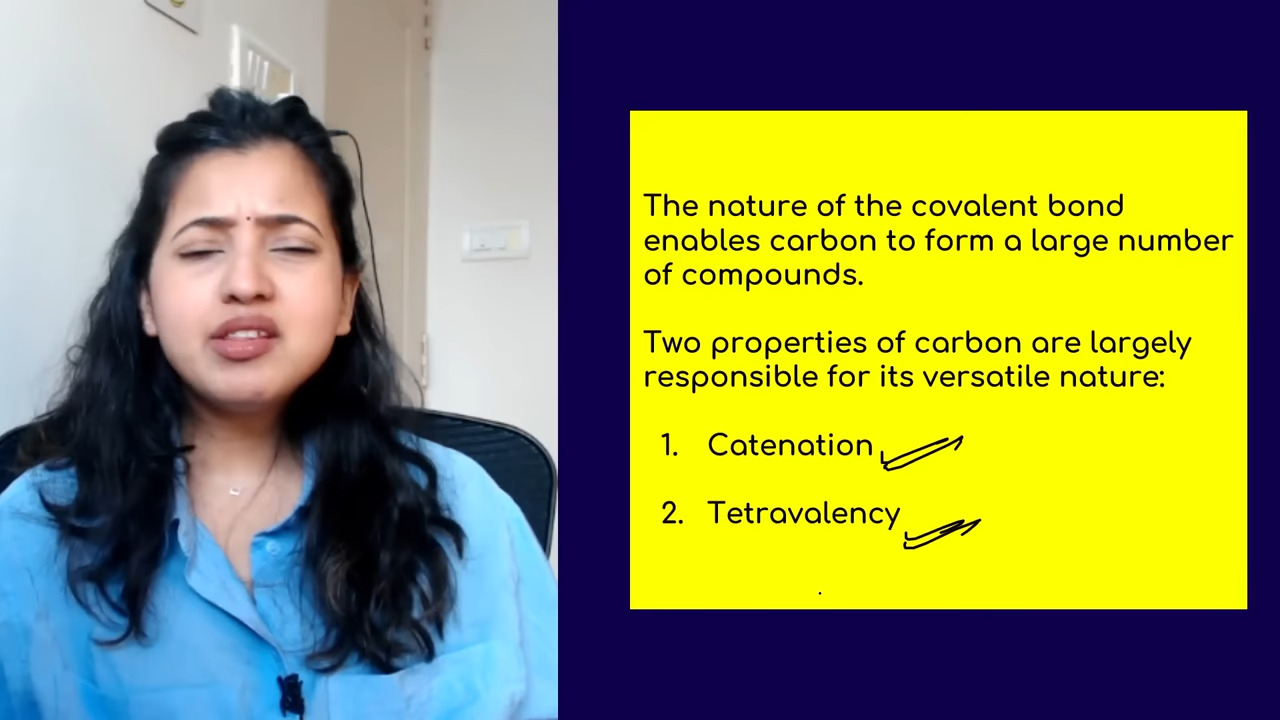 The nature of the covalent bond
enables carbon to form a large number
of compounds.
Two properties of carbon are largely
responsible for its versatile nature:
1. Catenation
2. Tetravalency